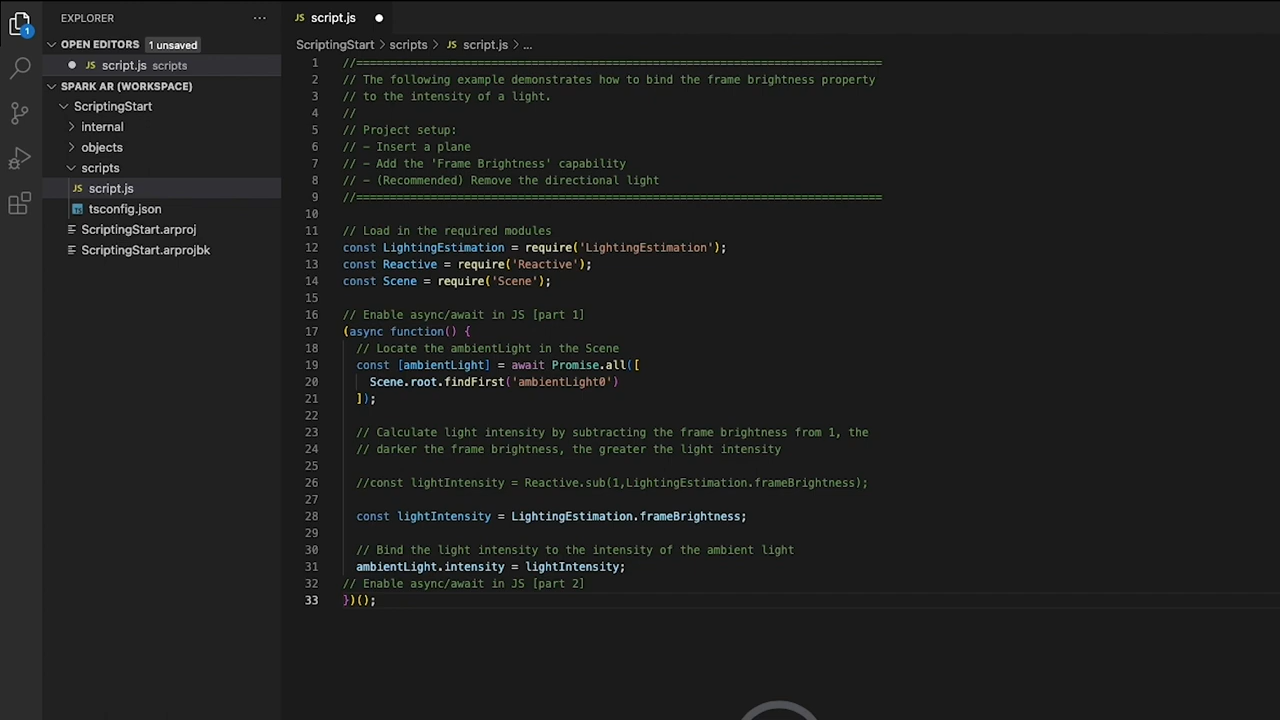 EXPLORER
···
OPEN EDITORS 1 unsaved
JS script.js scripts
SPARK AR (WORKSPACE)
ScriptingStart
internal
objects
scripts
JS script.js
TS tsconfig.json
ScriptingStart.arproj
ScriptingStart.arprojbk
1
JS script.js
ScriptingStart > scripts > JS script.js > ...
1 //==============================================================================
2 // The following example demonstrates how to bind the frame brightness property
3 // to the intensity of a light.
4 //
5 // Project setup:
6 // - Insert a plane
7 // - Add the 'Frame Brightness' capability
8 // - (Recommended) Remove the directional light
9 //==============================================================================
10
11 // Load in the required modules
12 const LightingEstimation = require('LightingEstimation');
13 const Reactive = require('Reactive');
14 const Scene = require('Scene');
15
16 // Enable async/await in JS [part 1]
17 (async function() {
18 // Locate the ambientLight in the Scene
19 const [ambientLight] = await Promise.all([
20 Scene.root.findFirst('ambientLight0')
21 ]);
22
23 // Calculate light intensity by subtracting the frame brightness from 1, the
24 // darker the frame brightness, the greater the light intensity
25
26 //const lightIntensity = Reactive.sub(1,LightingEstimation.frameBrightness);
27
28 const lightIntensity = LightingEstimation.frameBrightness;
29
30 // Bind the light intensity to the intensity of the ambient light
31 ambientLight.intensity = lightIntensity;
32 // Enable async/await in JS [part 2]
33 })();